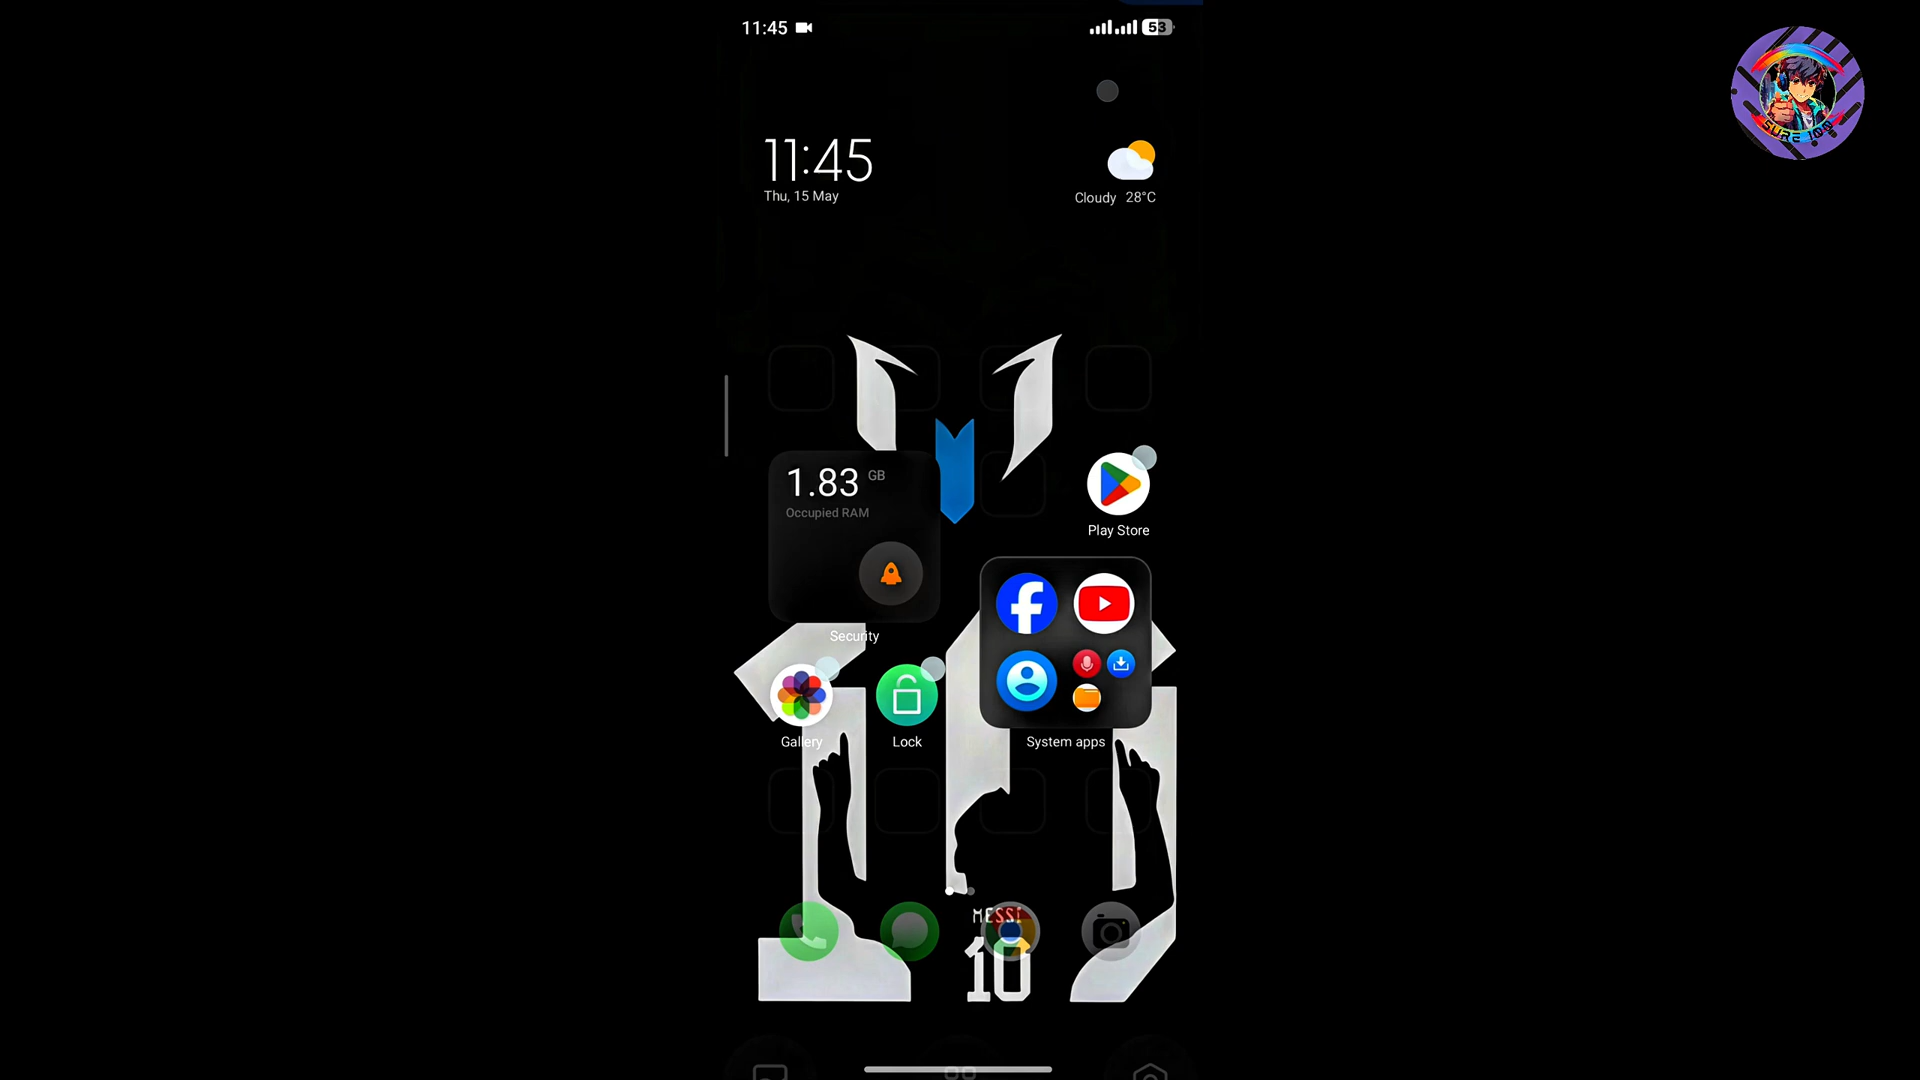 11:45
53
11:45
Thu, 15 May
Cloudy 28°C
1.83 GB
Occupied RAM
Play Store
Security
Gallery
Lock
System apps
MESSI
10